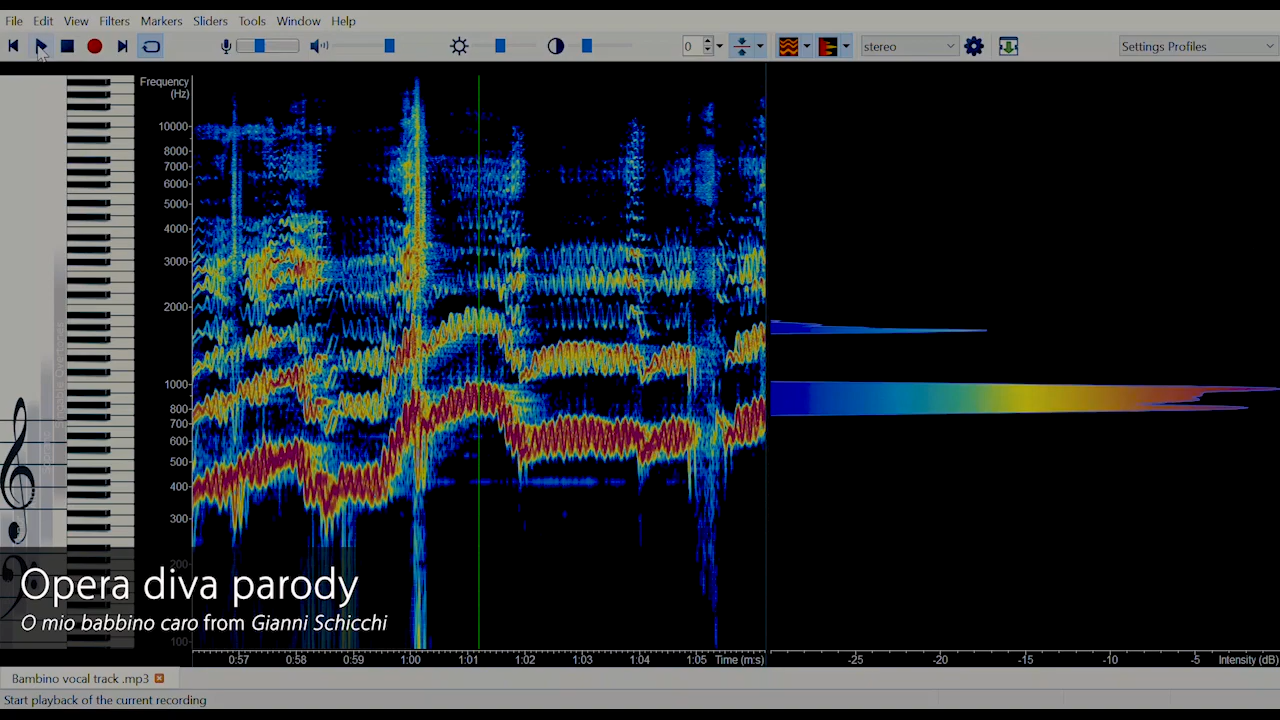 File Edit View Filters Markers Sliders Tools Window Help
0 stereo Settings Profiles
Frequency
(Hz)
10000
8000
7000
6000
5000
4000
3000
2000
1000
800
700
600
500
400
300
200
100
Opera diva parody
O mio babbino caro from Gianni Schicchi
0:57 0:58 0:59 1:00 1:01 1:02 1:03 1:04 1:05 Time (m:s) -25 -20 -15 -10 -5 Intensity (dB)
Bambino vocal track .mp3
Start playback of the current recording